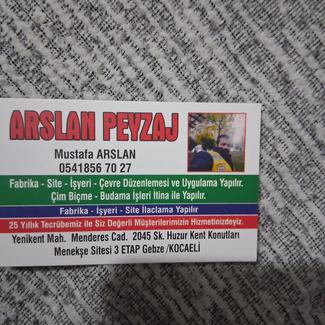 ARSLAN PEYZAJ
Mustafa ARSLAN
0541856 70 27
Fabrika - Site - İşyeri - Çevre Düzenlemesi ve Uygulama Yapılır.
Çim Biçme - Budama İşleri İtina ile Yapılır.
Fabrika - İşyeri - Site İlaçlama Yapılır
25 Yıllık Tecrübemiz ile Siz Değerli Müşterilerimizin Hizmetinizdeyiz.
Yenikent Mah. Menderes Cad. 2045 Sk. Huzur Kent Konutları
Menekşe Sitesi 3 ETAP Gebze /KOCAELİ